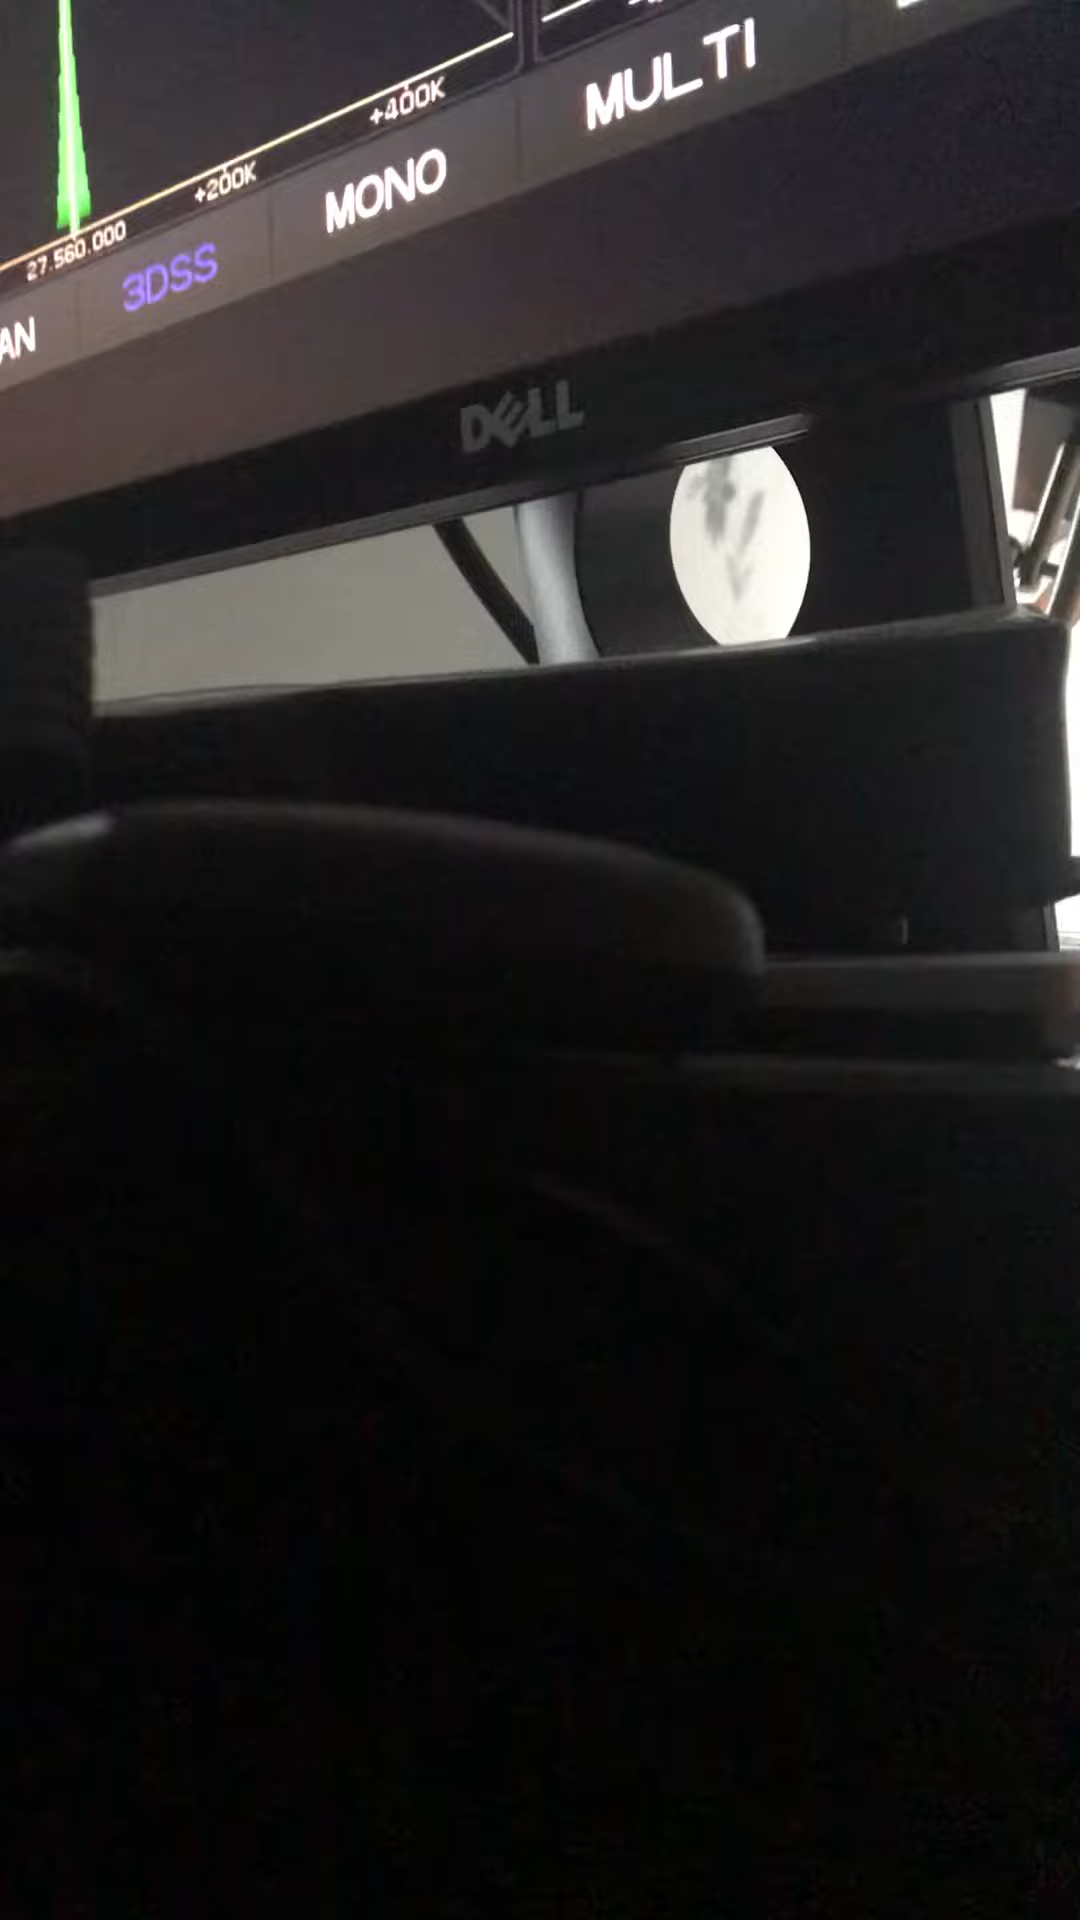 +400K
MULTI
+200K
MONO
27.560.000
3DSS
AN
DELL